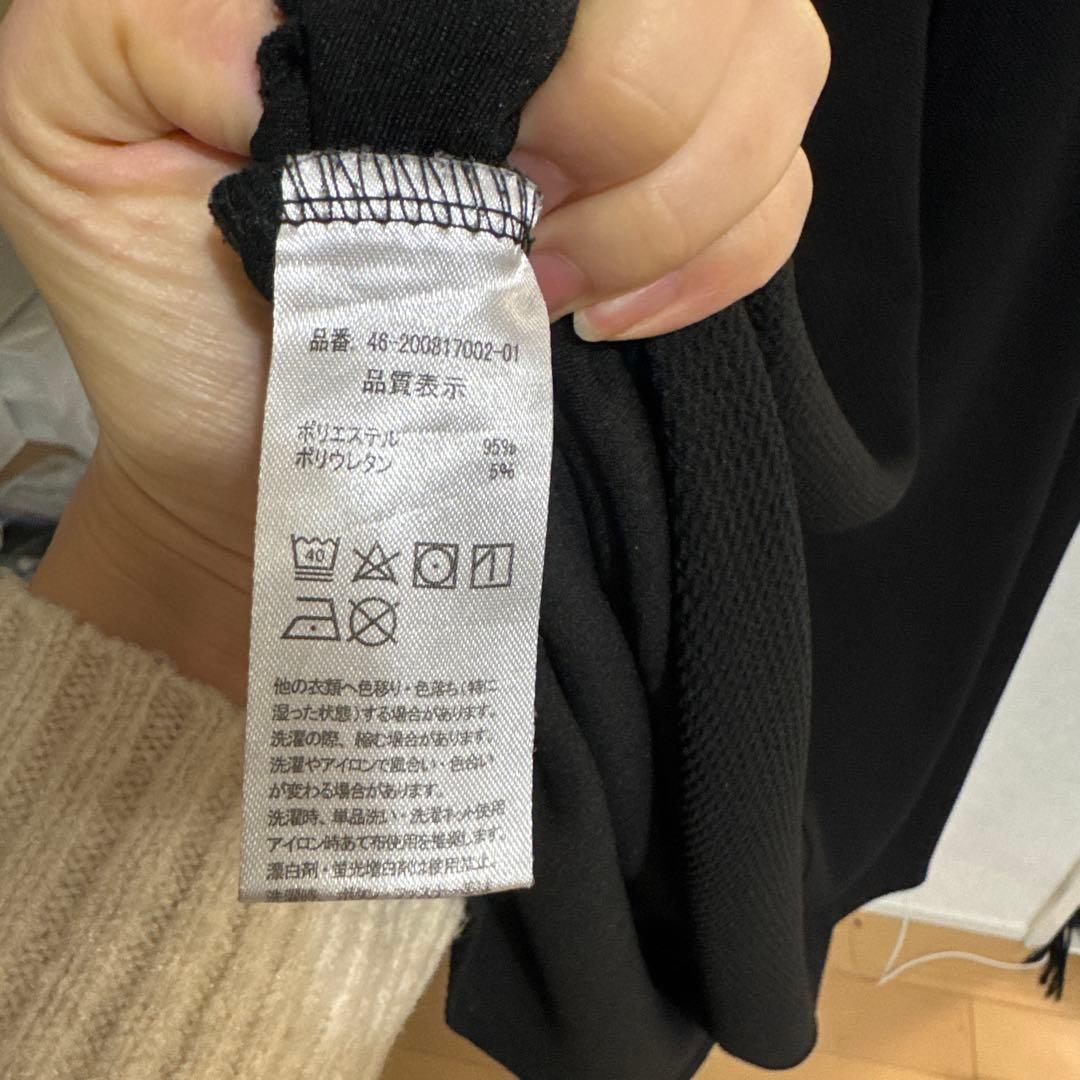 品番. 46-200817002-01
品質表示
ポリエステル 95%
ポリウレタン 5%
40
他の衣類へ色移り・色落ち(特に
湿った状態)する場合があります。
洗濯の際、縮む場合があります。
洗濯やアイロンで風合い・色合い
が変わる場合があります。
洗濯時、単品洗い・洗濯ネット使用
アイロン時あて布使用を推奨します。
漂白剤・蛍光増白剤は使用禁止。